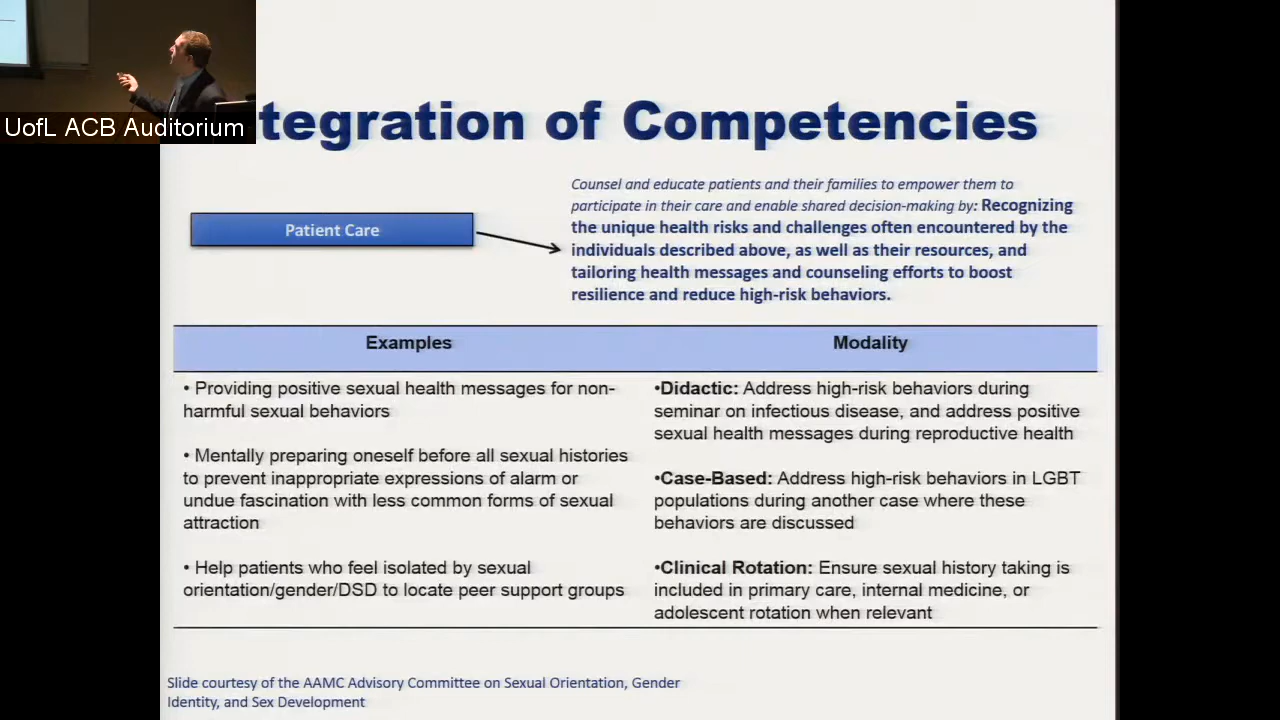 UofL ACB Auditorium
tegration of Competencies
Patient Care
Counsel and educate patients and their families to empower them to
participate in their care and enable shared decision-making by: Recognizing
the unique health risks and challenges often encountered by the
individuals described above, as well as their resources, and
tailoring health messages and counseling efforts to boost
resilience and reduce high-risk behaviors.
Examples
Modality
• Providing positive sexual health messages for non-
harmful sexual behaviors
• Mentally preparing oneself before all sexual histories
to prevent inappropriate expressions of alarm or
undue fascination with less common forms of sexual
attraction
• Help patients who feel isolated by sexual
orientation/gender/DSD to locate peer support groups
•Didactic: Address high-risk behaviors during
seminar on infectious disease, and address positive
sexual health messages during reproductive health
•Case-Based: Address high-risk behaviors in LGBT
populations during another case where these
behaviors are discussed
•Clinical Rotation: Ensure sexual history taking is
included in primary care, internal medicine, or
adolescent rotation when relevant
Slide courtesy of the AAMC Advisory Committee on Sexual Orientation, Gender
Identity, and Sex Development